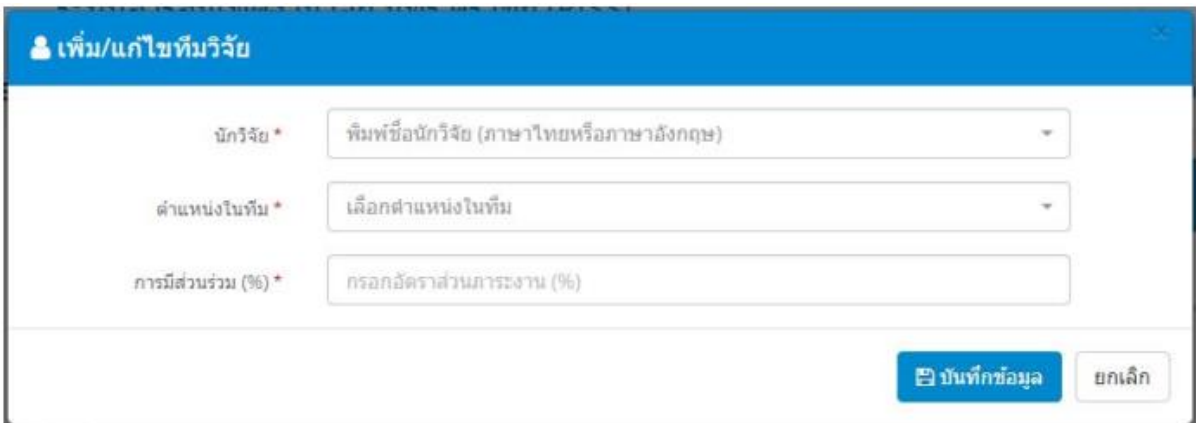 เพิ่ม/แก้ไขทีมวิจัย
นักวิจัย * พิมพ์ชื่อนักวิจัย (ภาษาไทยหรือภาษาอังกฤษ)
ตำแหน่งในทีม * เลือกตำแหน่งในทีม
การมีส่วนร่วม (%) * กรอกอัตราส่วนภาระงาน (%)
บันทึกข้อมูล ยกเลิก